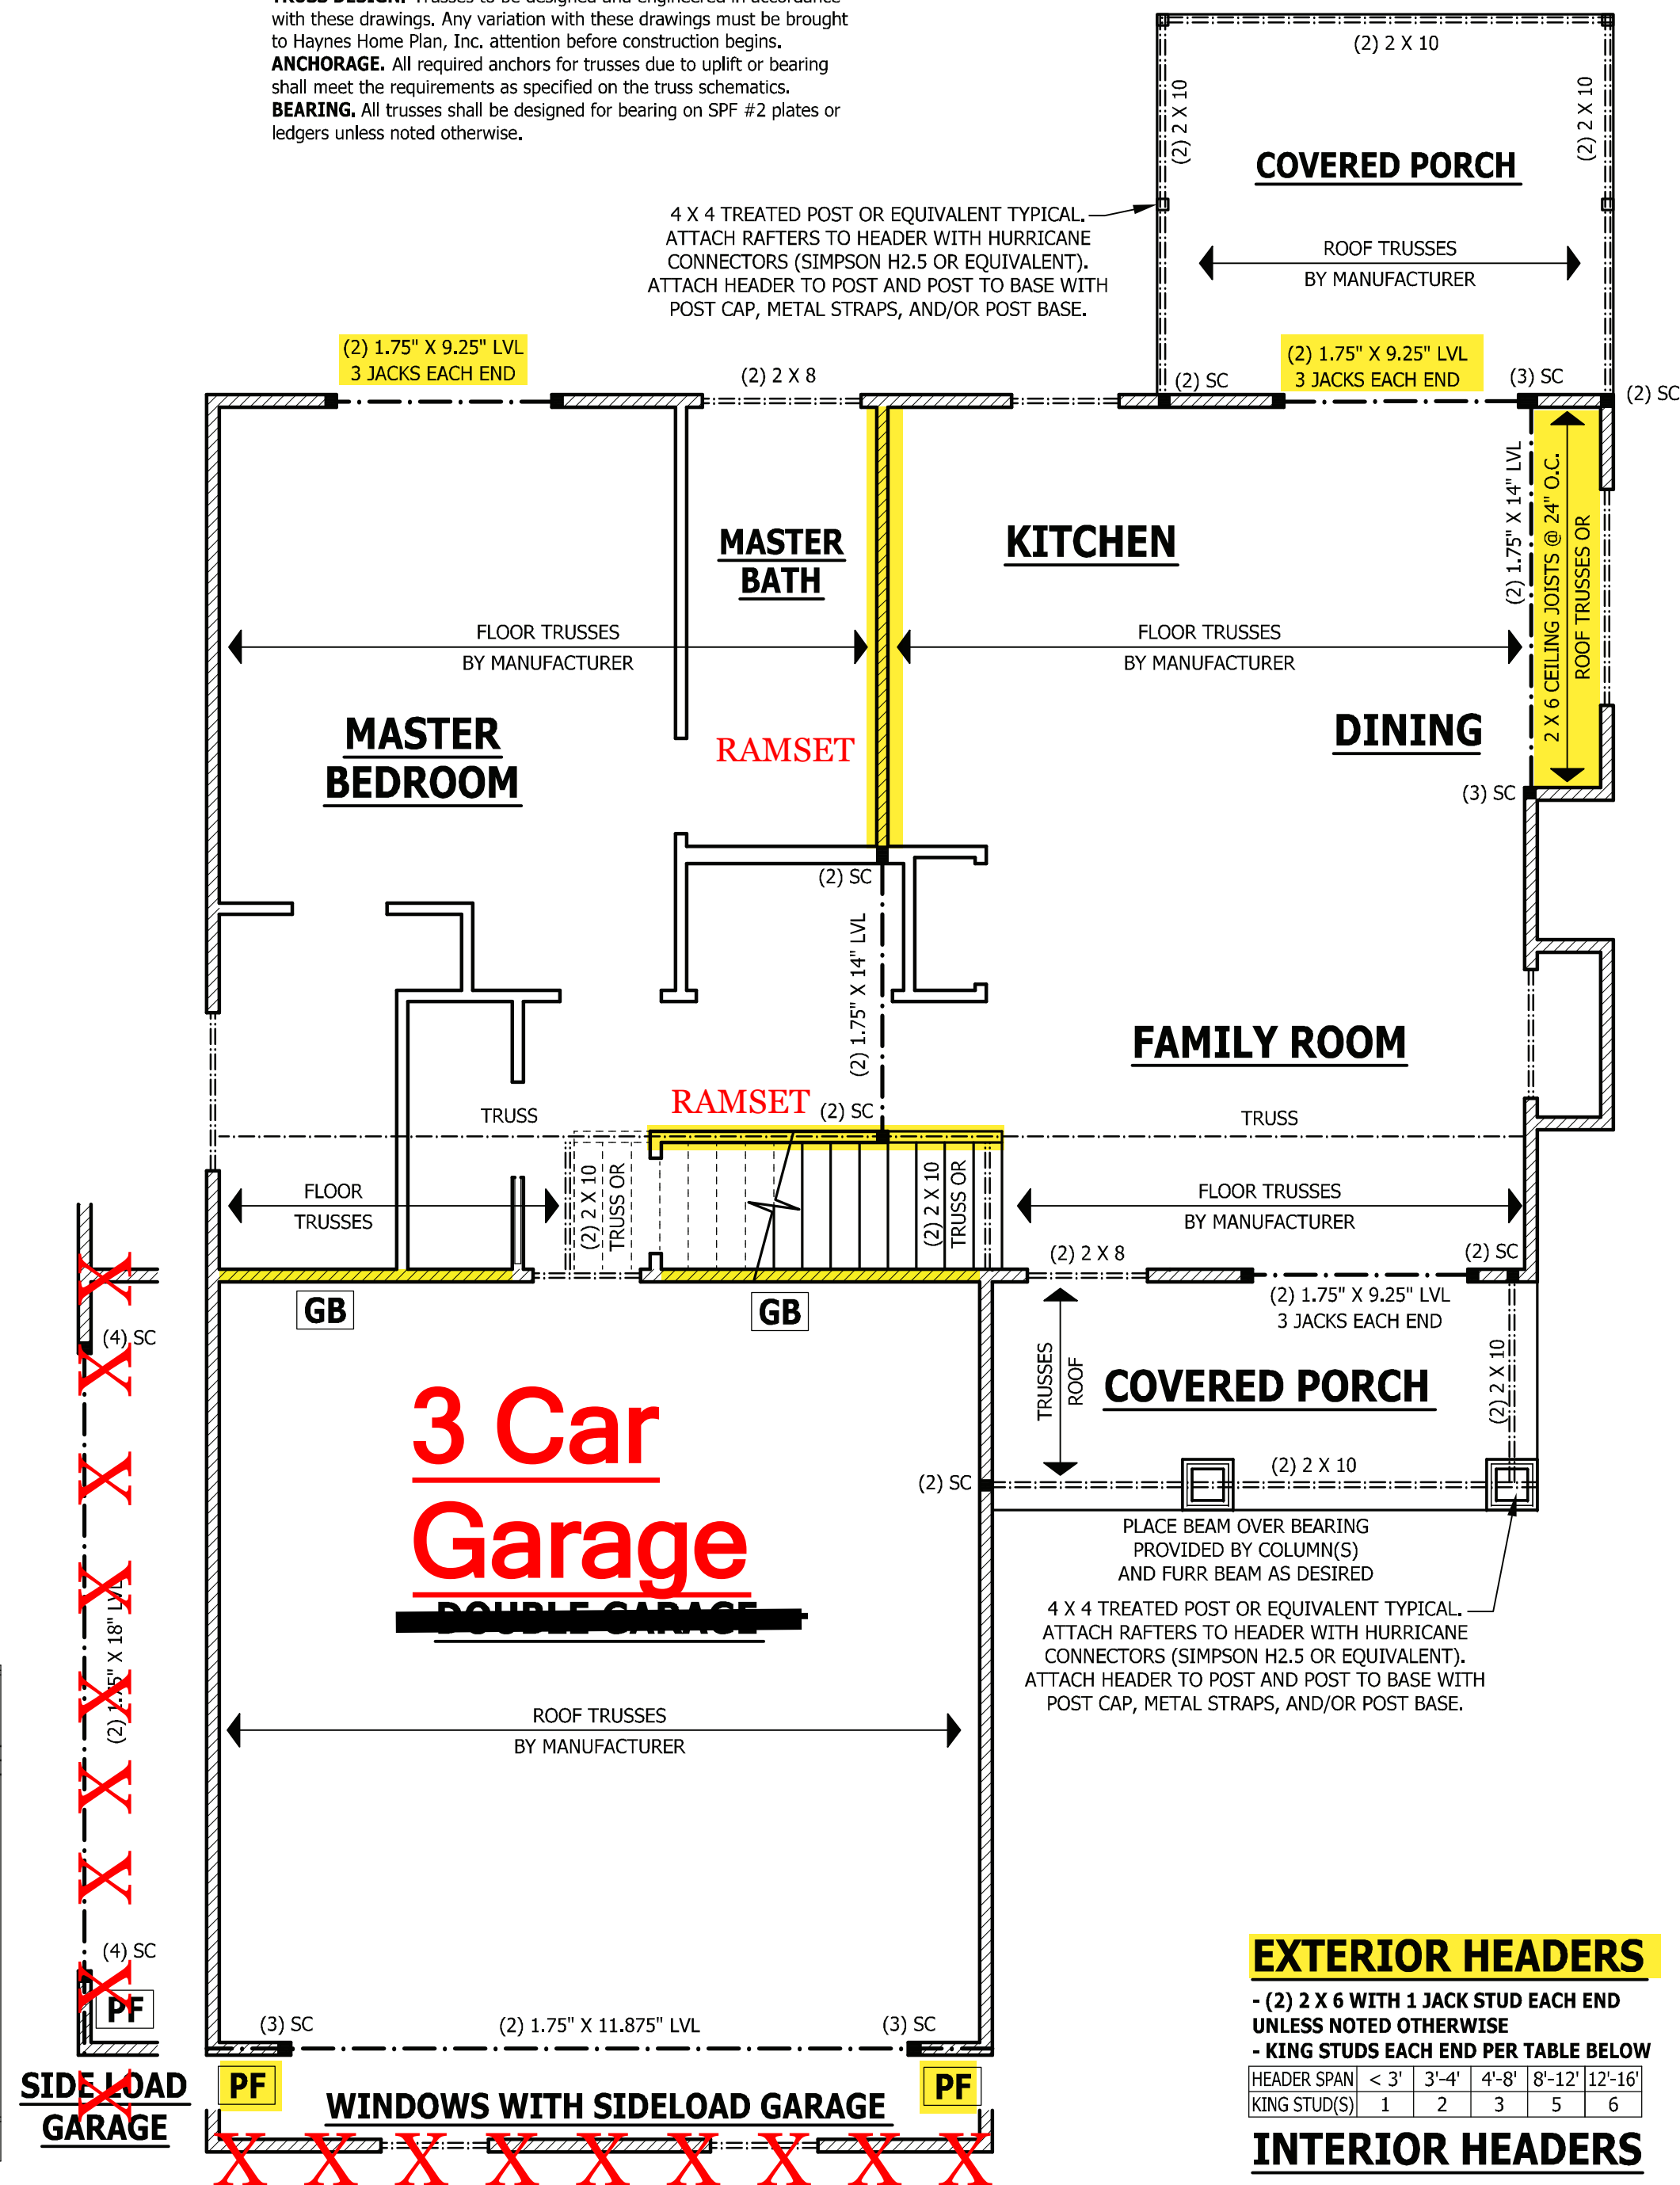 TRUSS DESIGN. Trusses to be designed and engineered in accordance
with these drawings. Any variation with these drawings must be brought
to Haynes Home Plan, Inc. attention before construction begins.
ANCHORAGE. All required anchors for trusses due to uplift or bearing
shall meet the requirements as specified on the truss schematics.
BEARING. All trusses shall be designed for bearing on SPF #2 plates or
ledgers unless noted otherwise.
(2) 2 X 10
(2) 2 X 10
(2) 2 X 10
COVERED PORCH
4 X 4 TREATED POST OR EQUIVALENT TYPICAL.
ATTACH RAFTERS TO HEADER WITH HURRICANE
CONNECTORS (SIMPSON H2.5 OR EQUIVALENT).
ATTACH HEADER TO POST AND POST TO BASE WITH
POST CAP, METAL STRAPS, AND/OR POST BASE.
ROOF TRUSSES
BY MANUFACTURER
(2) 1.75" X 9.25" LVL
3 JACKS EACH END
(2) 2 X 8
(2) SC
(2) 1.75" X 9.25" LVL
3 JACKS EACH END
(3) SC
(2) SC
(2) 1.75" X 14" LVL
2 X 6 CEILING JOISTS @ 24" O.C.
ROOF TRUSSES OR
MASTER
BATH
KITCHEN
FLOOR TRUSSES
BY MANUFACTURER
FLOOR TRUSSES
BY MANUFACTURER
MASTER
BEDROOM
RAMSET
DINING
(3) SC
(2) SC
(2) 1.75" X 14" LVL
FAMILY ROOM
RAMSET
(2) SC
TRUSS
TRUSS
FLOOR
TRUSSES
(2) 2 X 10
TRUSS OR
(2) 2 X 10
TRUSS OR
FLOOR TRUSSES
BY MANUFACTURER
(2) 2 X 8
(2) SC
GB
GB
(2) 1.75" X 9.25" LVL
3 JACKS EACH END
X
(4) SC
X
X
X
X
X
X
X
X
(2) 1.75" X 18" LVL
TRUSSES
ROOF
COVERED PORCH
(2) 2 X 10
3 Car
Garage
DOUBLE GARAGE
(2) SC
(2) 2 X 10
PLACE BEAM OVER BEARING
PROVIDED BY COLUMN(S)
AND FURR BEAM AS DESIRED
4 X 4 TREATED POST OR EQUIVALENT TYPICAL.
ATTACH RAFTERS TO HEADER WITH HURRICANE
CONNECTORS (SIMPSON H2.5 OR EQUIVALENT).
ATTACH HEADER TO POST AND POST TO BASE WITH
POST CAP, METAL STRAPS, AND/OR POST BASE.
ROOF TRUSSES
BY MANUFACTURER
(4) SC
PF
SIDE LOAD
GARAGE
(3) SC
(2) 1.75" X 11.875" LVL
(3) SC
PF
PF
WINDOWS WITH SIDELOAD GARAGE
X X X X X X X X X
EXTERIOR HEADERS
- (2) 2 X 6 WITH 1 JACK STUD EACH END
UNLESS NOTED OTHERWISE
- KING STUDS EACH END PER TABLE BELOW
HEADER SPAN < 3' 3'-4' 4'-8' 8'-12' 12'-16'
KING STUD(S) 1 2 3 5 6
INTERIOR HEADERS